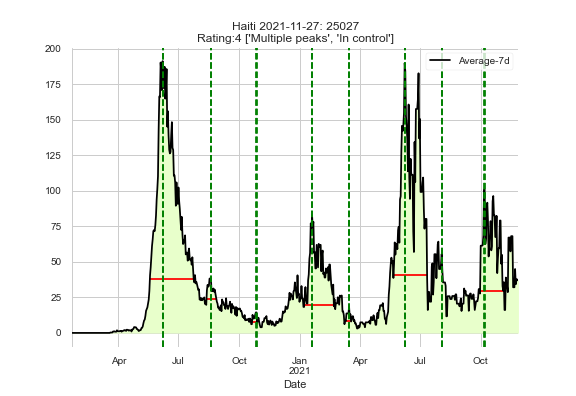 Haiti 2021-11-27: 25027
Rating:4 ['Multiple peaks', 'In control']
Average-7d
200
175
150
125
100
75
50
25
0
Apr
Jul
Oct
Jan
2021
Apr
Jul
Oct
Date